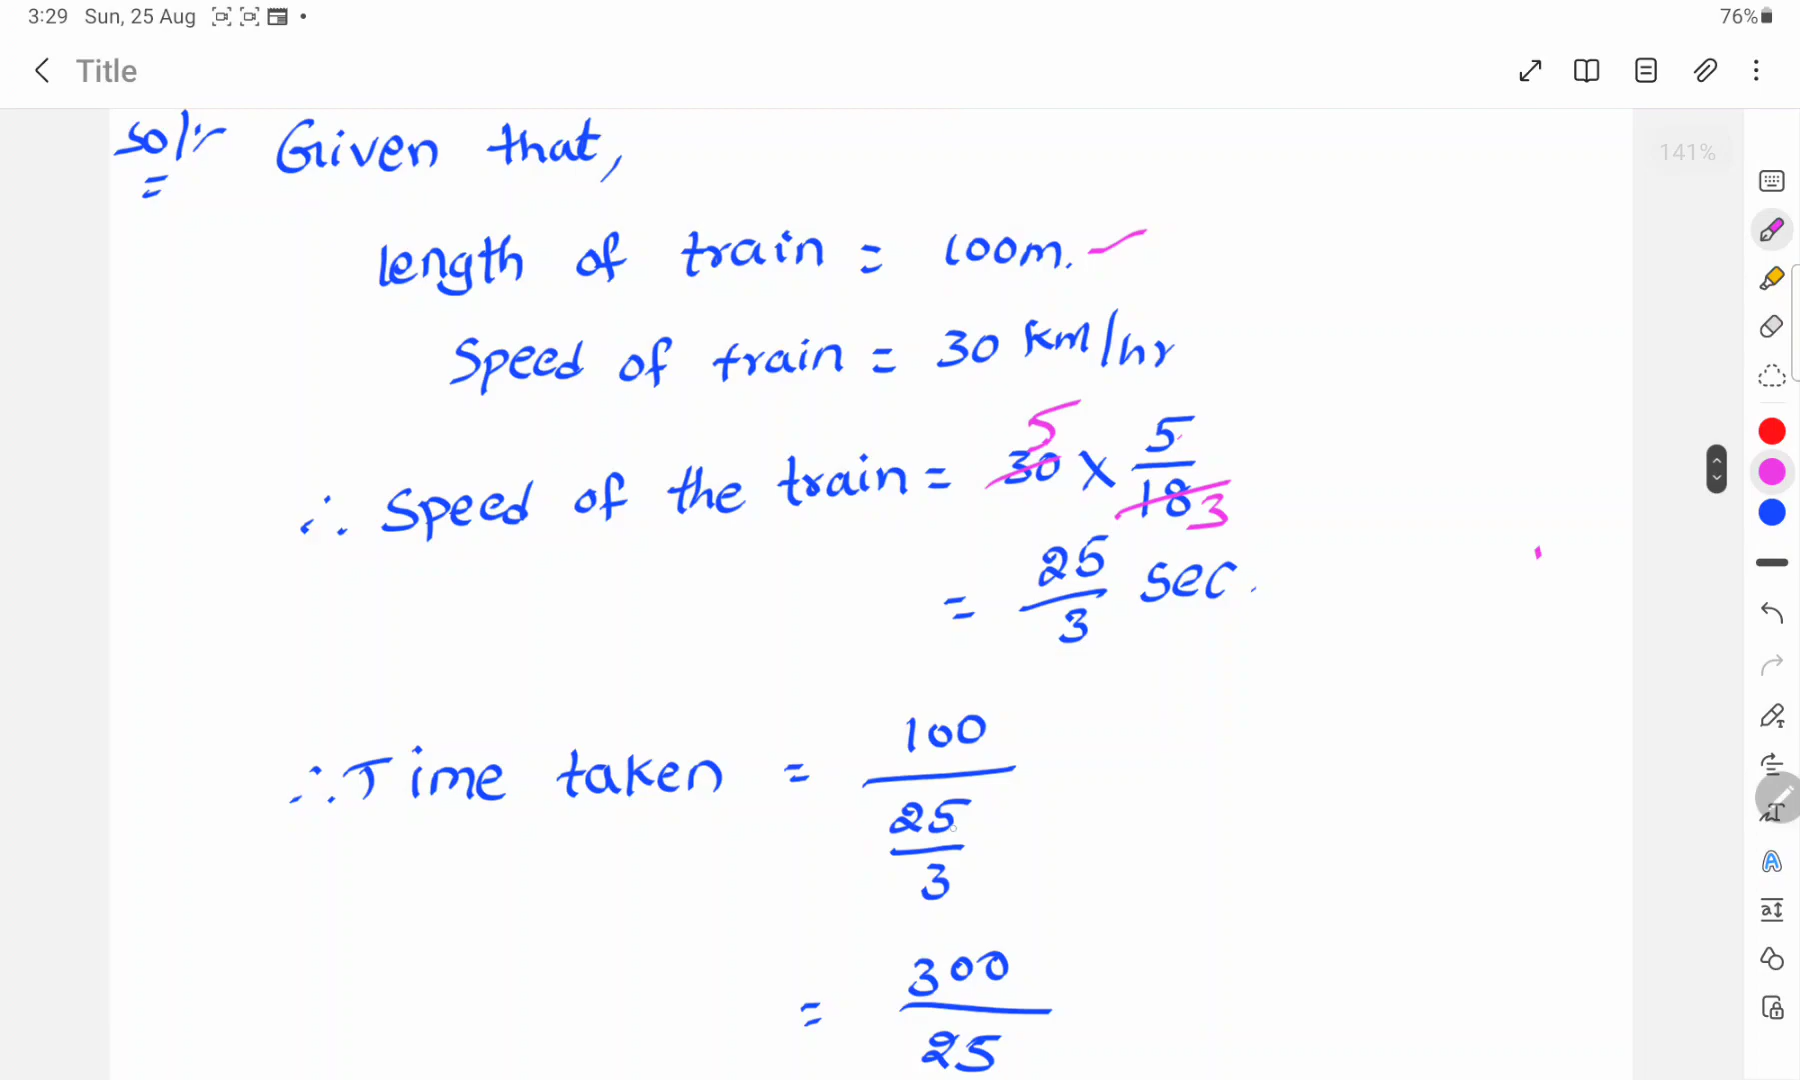 3:29 Sun, 25 Aug 76%
Title
141%
Soln Given that,
length of train = 100m.
Speed of train = 30 km/hr
∴ Speed of the train = 30 5 × 5/18 3
= 25/3 sec.
∴ Time taken = 100/(25/3)
= 300/25